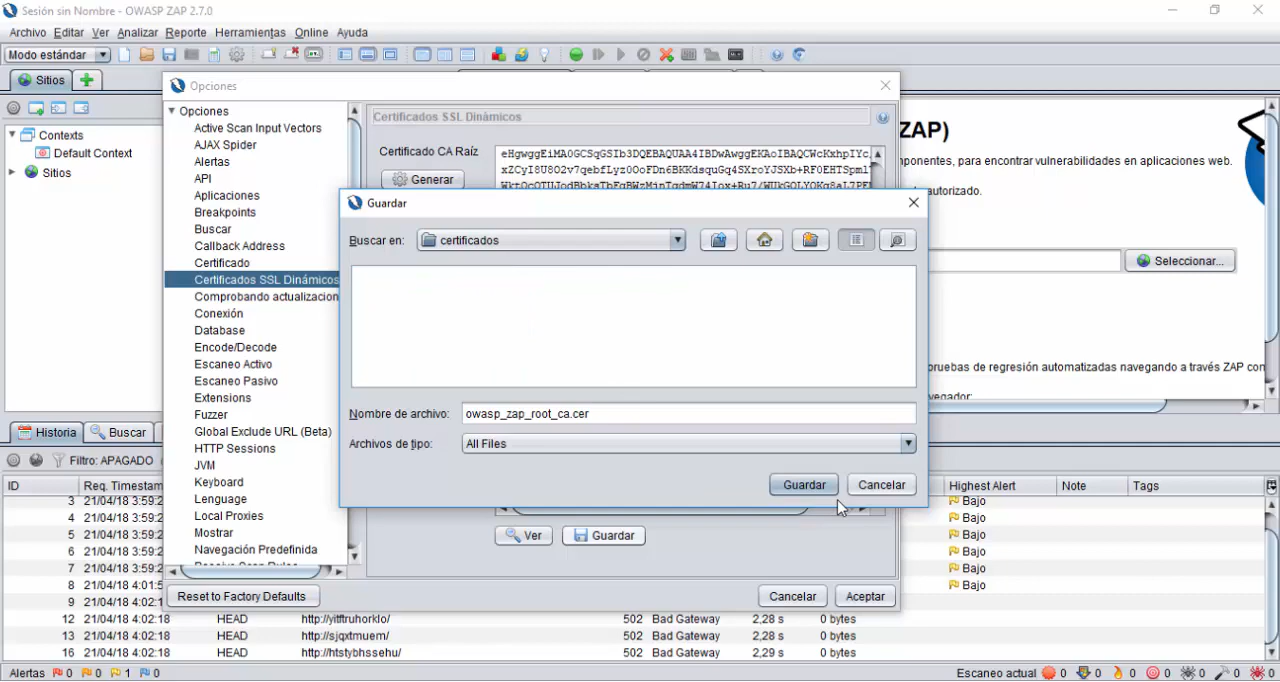 Sesión sin Nombre - OWASP ZAP 2.7.0
Archivo Editar Ver Analizar Reporte Herramientas Online Ayuda
Modo estándar
Sitios
Contexts
Default Context
Sitios
Opciones
Opciones
Active Scan Input Vectors
AJAX Spider
Alertas
API
Aplicaciones
Breakpoints
Buscar
Callback Address
Certificado
Certificados SSL Dinámicos
Comprobando actualizacion
Conexión
Database
Encode/Decode
Escaneo Activo
Escaneo Pasivo
Extensions
Fuzzer
Global Exclude URL (Beta)
HTTP Sessions
JVM
Keyboard
Lenguage
Local Proxies
Mostrar
Navegación Predefinida
Reset to Factory Defaults
Certificados SSL Dinámicos
Certificado CA Raíz
Generar
Guardar
Buscar en: certificados
Nombre de archivo: owasp_zap_root_ca.cer
Archivos de tipo: All Files
Guardar Cancelar
Ver Guardar
Cancelar Aceptar
ZAP)
ponentes, para encontrar vulnerabilidades en aplicaciones web.
autorizado.
Seleccionar...
pruebas de regresión automatizadas navegando a través ZAP con
vegador:
Historia Buscar
Filtro: APAGADO
ID Req. Timestam Highest Alert Note Tags
3 21/04/18 3:59:2 Bajo
4 21/04/18 3:59:2 Bajo
5 21/04/18 3:59:2 Bajo
6 21/04/18 3:59:2 Bajo
7 21/04/18 3:59:2 Bajo
8 21/04/18 4:01:5 Bajo
9 21/04/18 4:02:1
12 21/04/18 4:02:18 HEAD http://yitftruhorklo/ 502 Bad Gateway 2,28 s 0 bytes
13 21/04/18 4:02:18 HEAD http://sjqxtmuem/ 502 Bad Gateway 2,28 s 0 bytes
16 21/04/18 4:02:18 HEAD http://htstybhssehu/ 502 Bad Gateway 2,29 s 0 bytes
Alertas 0 0 1 0 Escaneo actual 0 0 0 0 0 0 0